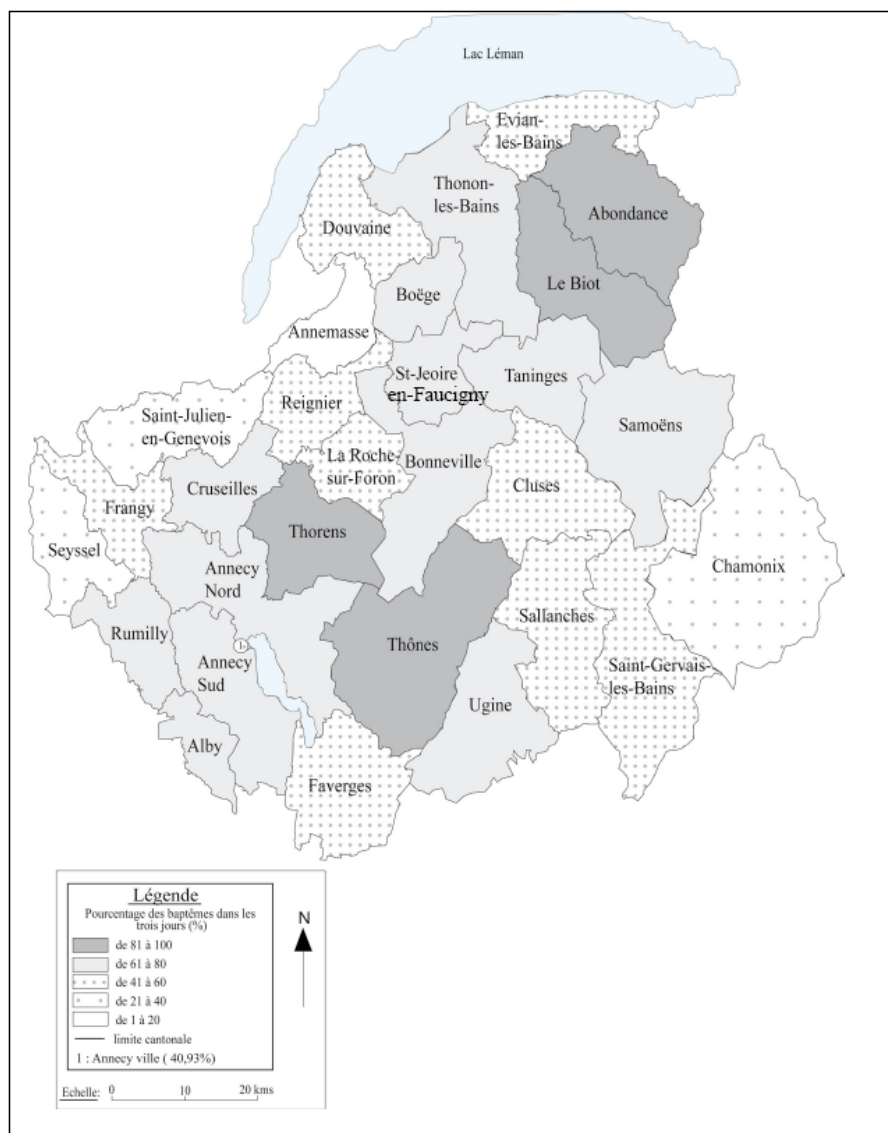 Lac Léman
Evian-
les-Bains
Thonon-
les-Bains
Abondance
Douvaine
Le Biot
Boëge
Annemasse
St-Jeoire
en-Faucigny
Taninges
Reignier
Saint-Julien-
en-Genevois
Samoëns
La Roche-
sur-Foron
Bonneville
Cluses
Cruseilles
Frangy
Thorens
Seyssel
Annecy
Nord
Chamonix
Sallanches
Rumilly
1
Thônes
Annecy
Sud
Saint-Gervais-
les-Bains
Ugine
Alby
Faverges
Légende
Pourcentage des baptêmes dans les
trois jours (%)
de 81 à 100
de 61 à 80
de 41 à 60
de 21 à 40
de 1 à 20
limite cantonale
1 : Annecy ville ( 40,93%)
N
Echelle: 0 10 20 kms